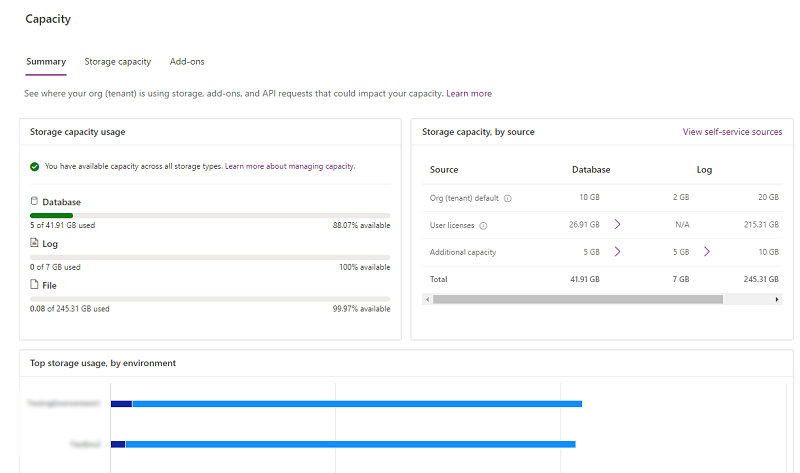 Capacity
Summary Storage capacity Add-ons
See where your org (tenant) is using storage, add-ons, and API requests that could impact your capacity. Learn more
Storage capacity usage
You have available capacity across all storage types. Learn more about managing capacity.
Database
5 of 41.91 GB used 88.07% available
Log
0 of 7 GB used 100% available
File
0.08 of 245.31 GB used 99.97% available
Storage capacity, by source View self-service sources
Source Database Log
Org (tenant) default 10 GB 2 GB 20 GB
User licenses 26.91 GB N/A 215.31 GB
Additional capacity 5 GB 5 GB 10 GB
Total 41.91 GB 7 GB 245.31 GB
Top storage usage, by environment